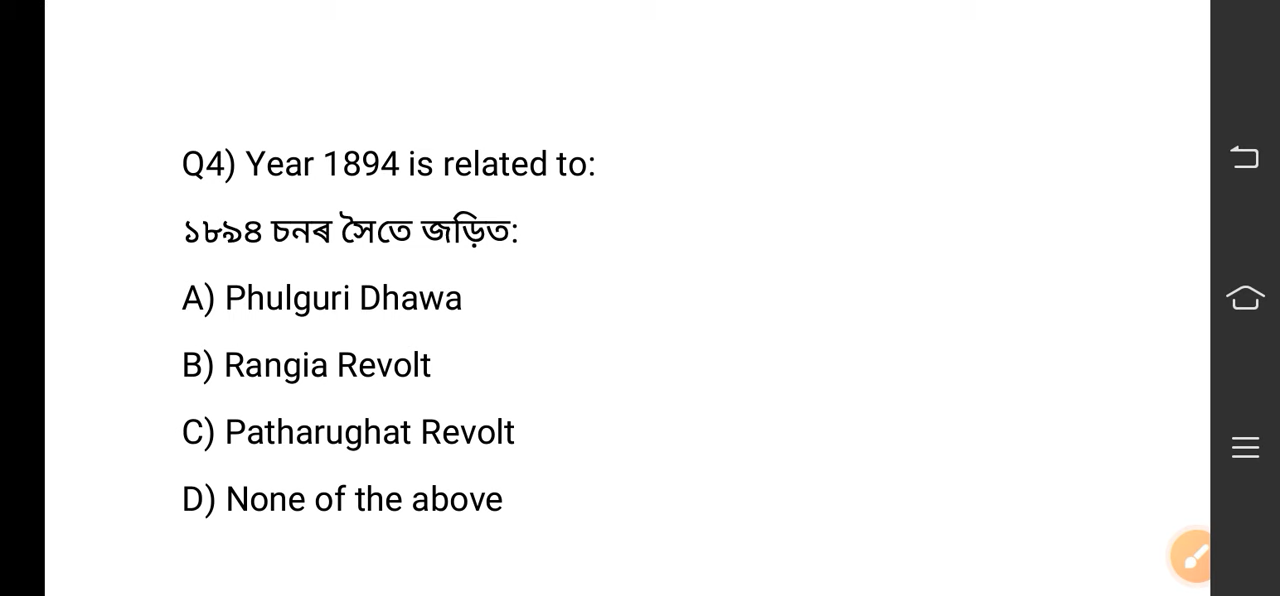 Q4) Year 1894 is related to:
১৮৯৪ চনৰ সৈতে জড়িত:
A) Phulguri Dhawa
B) Rangia Revolt
C) Patharughat Revolt
D) None of the above